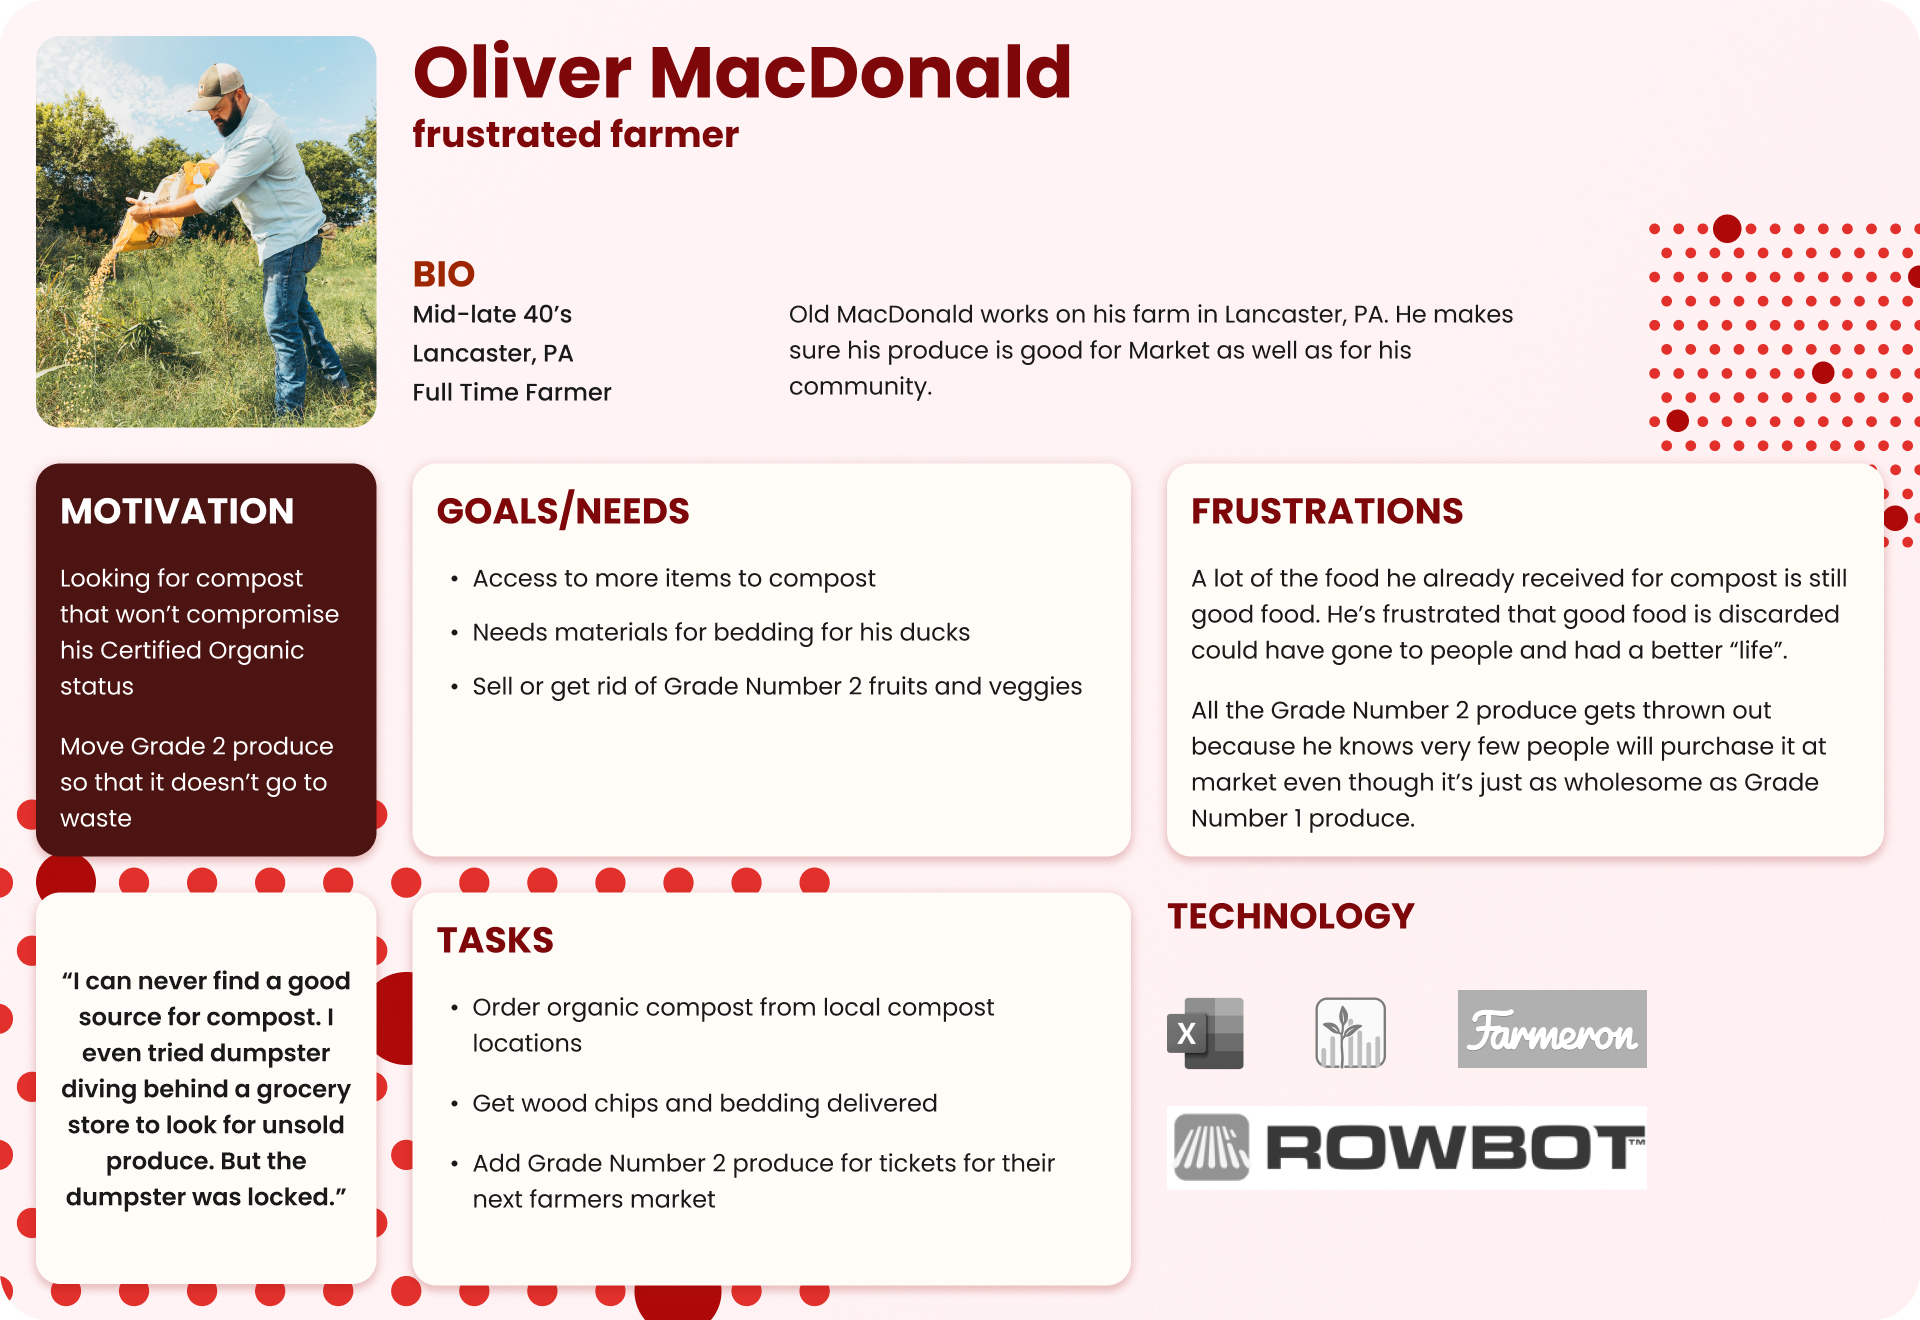 Oliver MacDonald
frustrated farmer
BIO
Mid-late 40’s
Lancaster, PA
Full Time Farmer
Old MacDonald works on his farm in Lancaster, PA. He makes
sure his produce is good for Market as well as for his
community.
MOTIVATION
Looking for compost
that won’t compromise
his Certified Organic
status
Move Grade 2 produce
so that it doesn’t go to
waste
GOALS/NEEDS
• Access to more items to compost
• Needs materials for bedding for his ducks
• Sell or get rid of Grade Number 2 fruits and veggies
FRUSTRATIONS
A lot of the food he already received for compost is still
good food. He’s frustrated that good food is discarded
could have gone to people and had a better “life”.
All the Grade Number 2 produce gets thrown out
because he knows very few people will purchase it at
market even though it’s just as wholesome as Grade
Number 1 produce.
“I can never find a good
source for compost. I
even tried dumpster
diving behind a grocery
store to look for unsold
produce. But the
dumpster was locked.”
TASKS
• Order organic compost from local compost
locations
• Get wood chips and bedding delivered
• Add Grade Number 2 produce for tickets for their
next farmers market
TECHNOLOGY
X
Farmeron
ROWBOT™